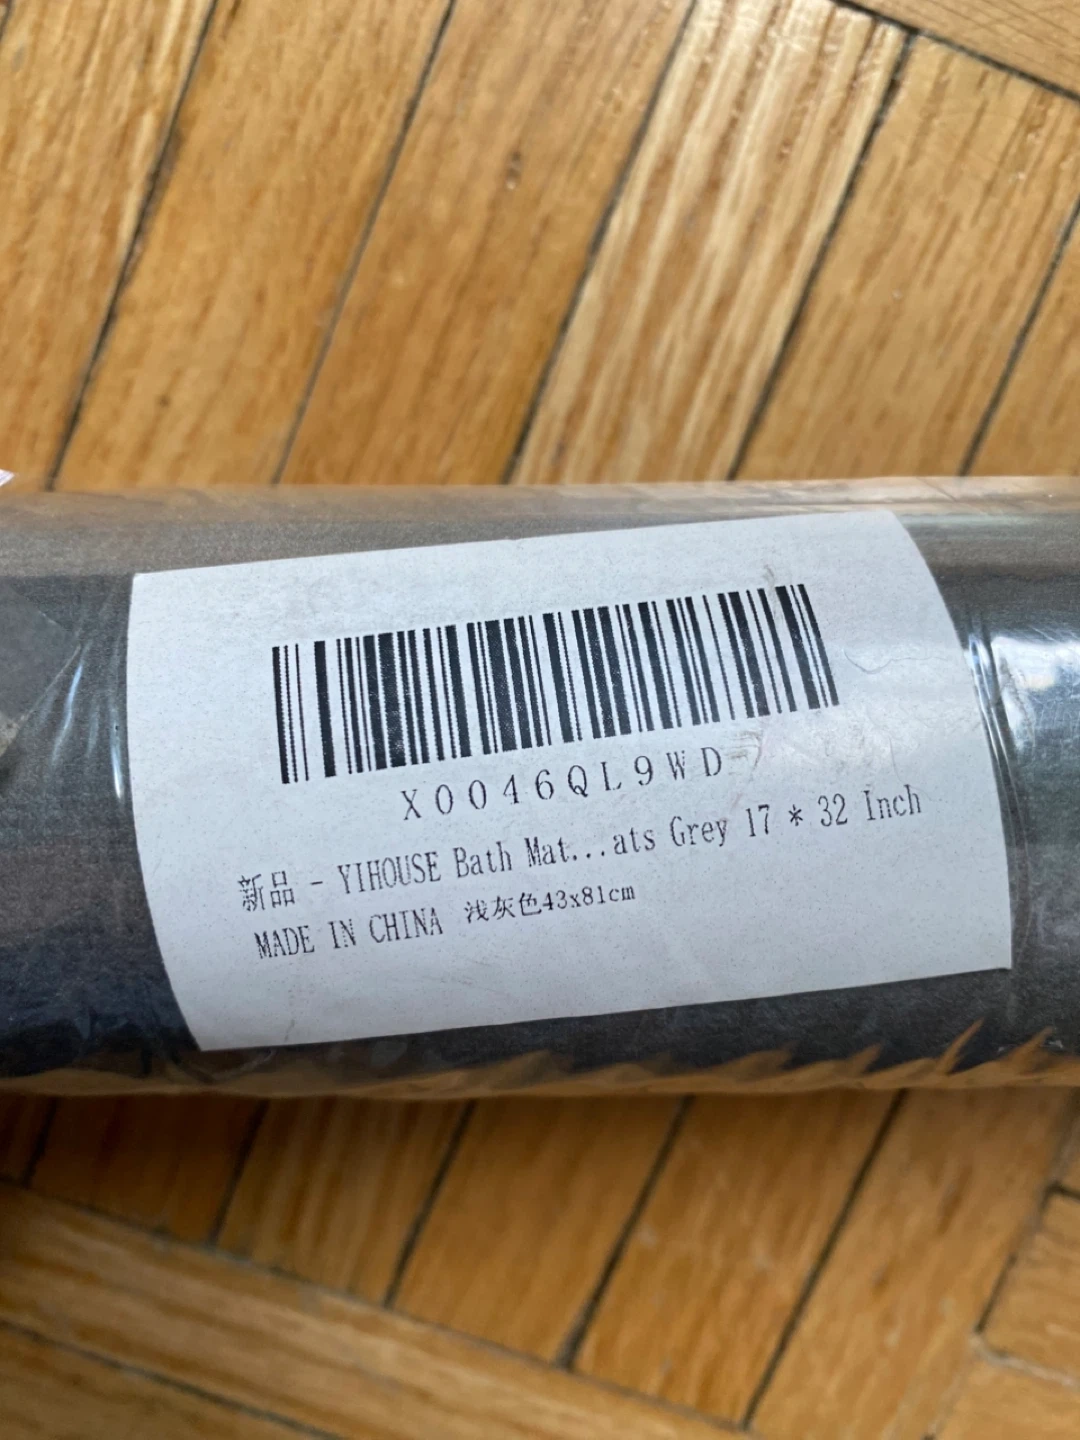 X0046QL9WD
新品 - YIHOUSE Bath Mat...ats Grey 17 * 32 Inch
MADE IN CHINA 浅灰色43x81cm